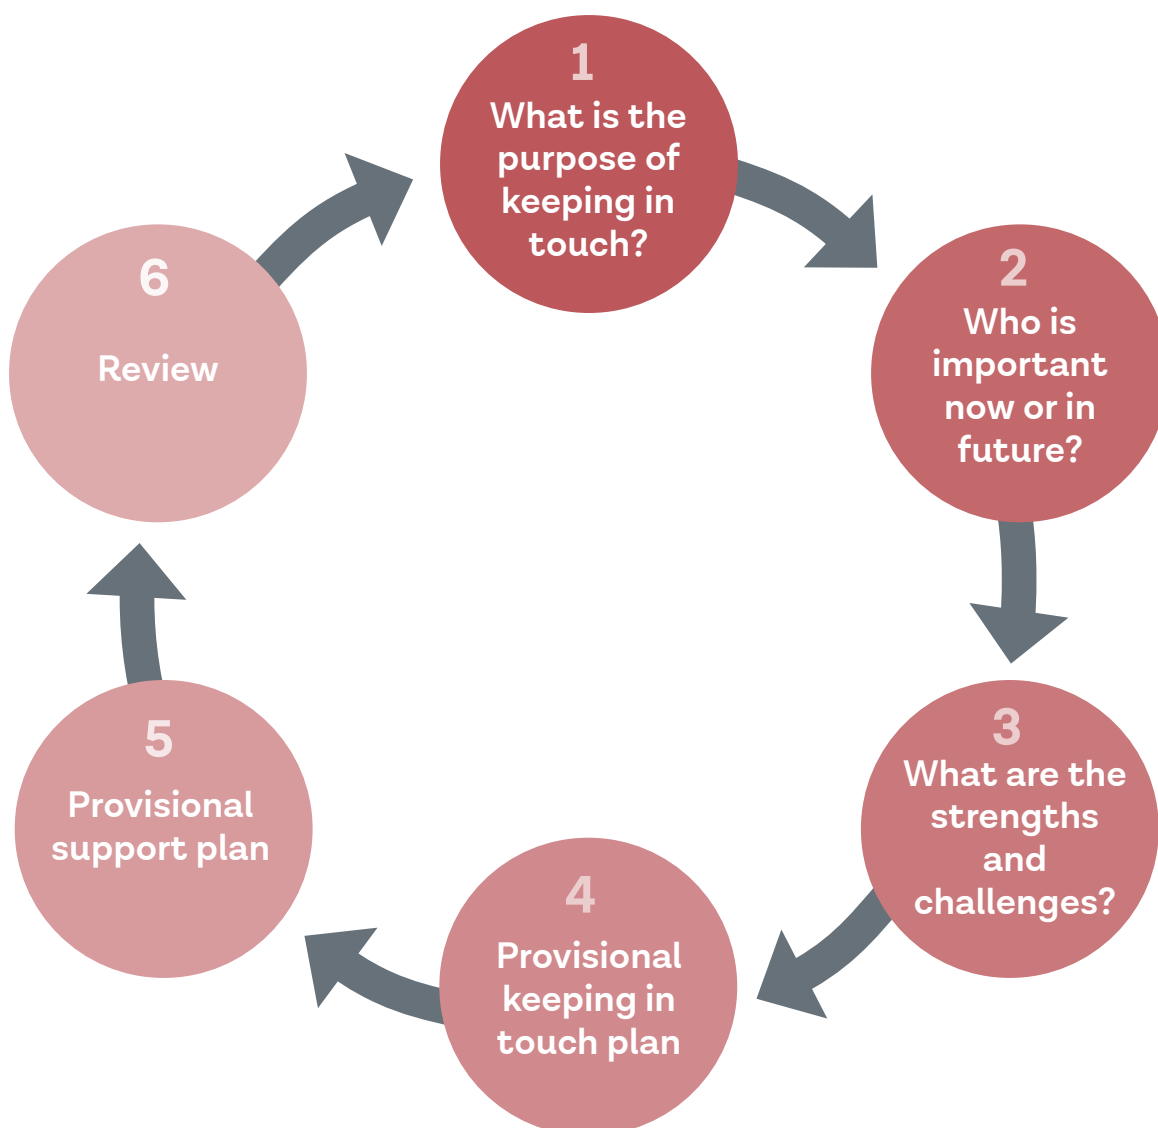 1
What is the
purpose of
keeping in
touch?
2
Who is
important
now or in
future?
3
What are the
strengths
and
challenges?
4
Provisional
keeping in
touch plan
5
Provisional
support plan
6
Review